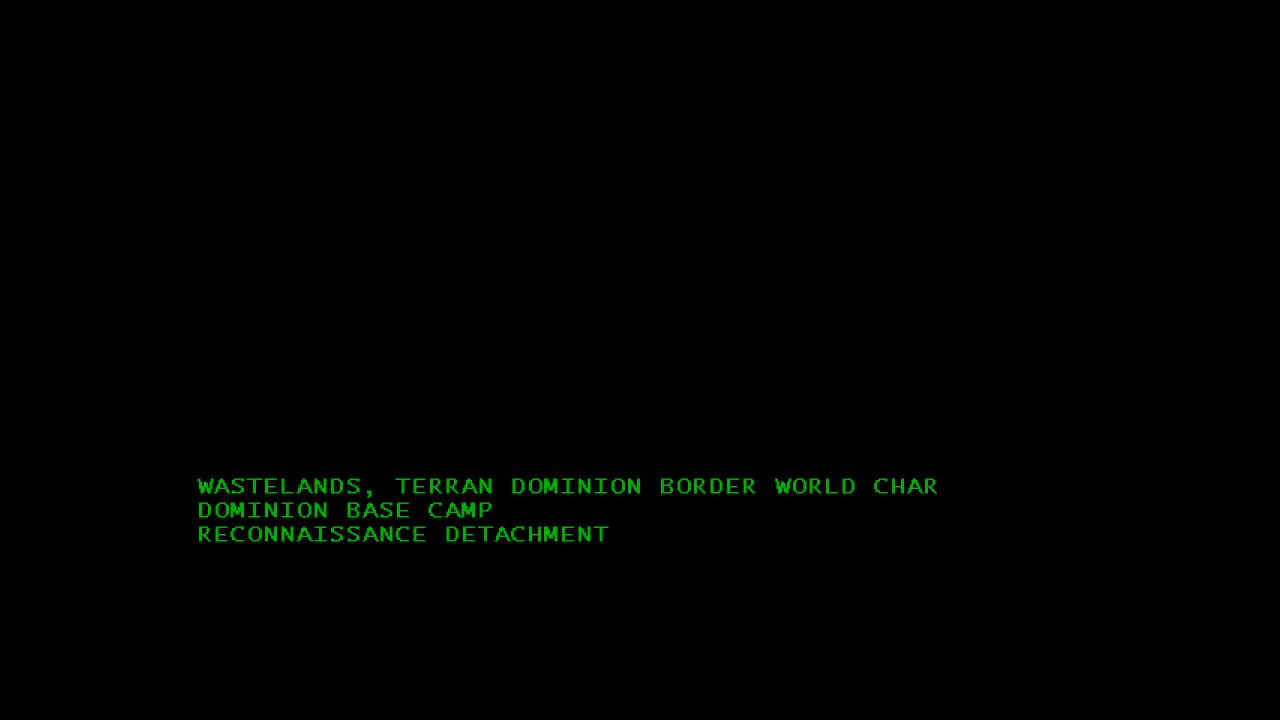 WASTELANDS, TERRAN DOMINION BORDER WORLD CHAR
DOMINION BASE CAMP
RECONNAISSANCE DETACHMENT